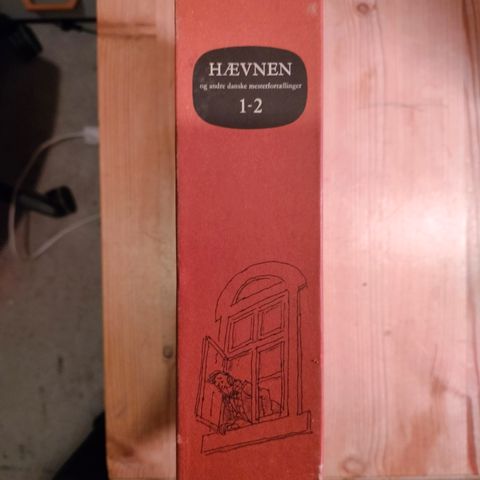 HÆVNEN
og andre danske mesterfortællinger
1-2